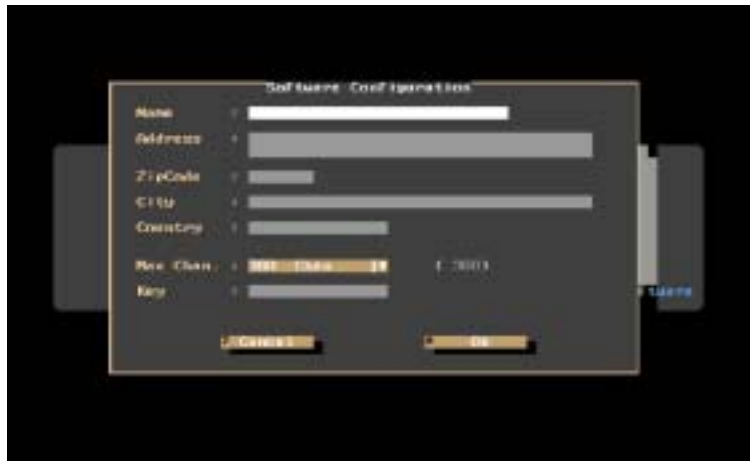 Software Configuration
Name :
Address :
ZipCode :
City :
Country :
Max Chan. :
Key :
Cancel Ok